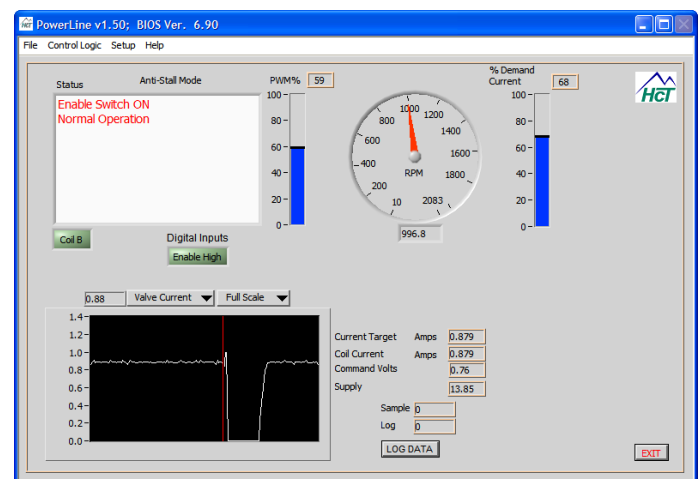 PowerLine v1.50; BIOS Ver. 6.90
File Control Logic Setup Help
Status
Anti-Stall Mode
Enable Switch ON
Normal Operation
Coil B
Digital Inputs
Enable High
PWM% 59
100
80
60
40
20
0
10
200
400
600
800
1000
1200
1400
1600
1800
2083
RPM
996.8
% Demand
Current 68
100
80
60
40
20
0
HCT
0.88 Valve Current Full Scale
1.4
1.2
1.0
0.8
0.6
0.4
0.2
0.0
Current Target Amps 0.879
Coil Current Amps 0.879
Command Volts 0.76
Supply 13.85
Sample 0
Log 0
LOG DATA
EXIT